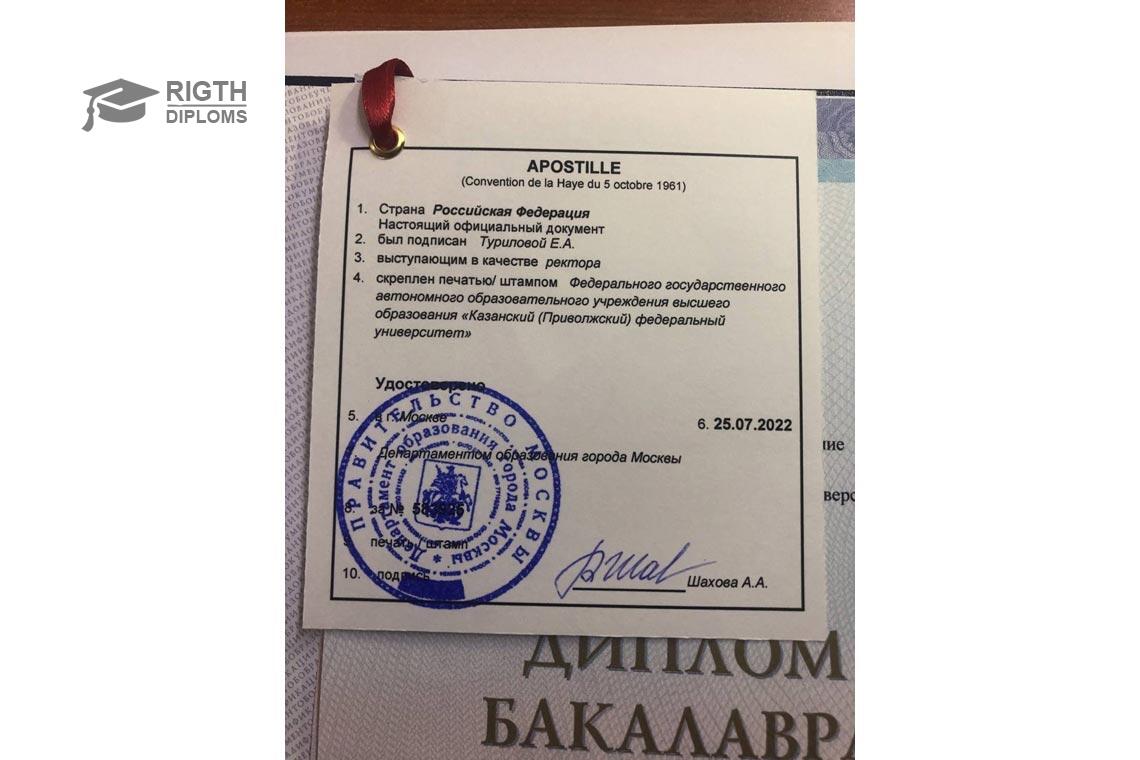 RIGTH
DIPLOMS
APOSTILLE
(Convention de la Haye du 5 octobre 1961)
1. Страна Российская Федерация
Настоящий официальный документ
2. был подписан Туриловой Е.А.
3. выступающим в качестве ректора
4. скреплен печатью/ штампом Федерального государственного
автономного образовательного учреждения высшего
образования «Казанский (Приволжский) федеральный
университет»
Удостоверено
5. в г. Москве
6. 25.07.2022
Департаментом образования города Москвы
8. за №
печать / штамп
10. подпись
Шахова А.А.
ПРАВИТЕЛЬСТВО МОСКВЫ
Департамент образования города Москвы
ние
верс
ДИПЛОМ
БАКАЛАВРА